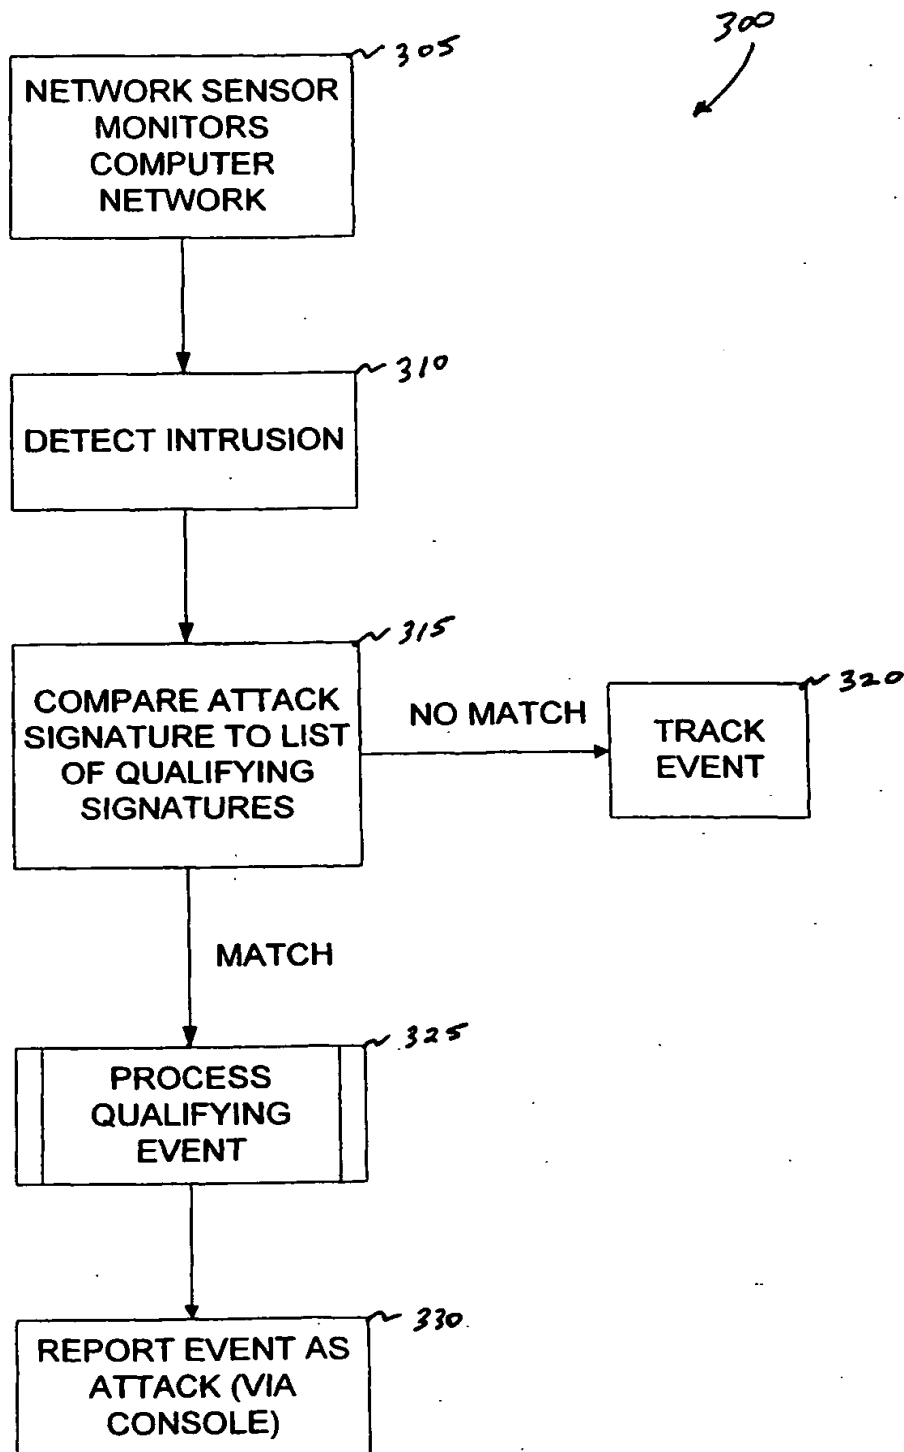 300
305
NETWORK SENSOR
MONITORS
COMPUTER
NETWORK
310
DETECT INTRUSION
315
COMPARE ATTACK
SIGNATURE TO LIST
OF QUALIFYING
SIGNATURES
NO MATCH
320
TRACK
EVENT
MATCH
325
PROCESS
QUALIFYING
EVENT
330
REPORT EVENT AS
ATTACK (VIA
CONSOLE)